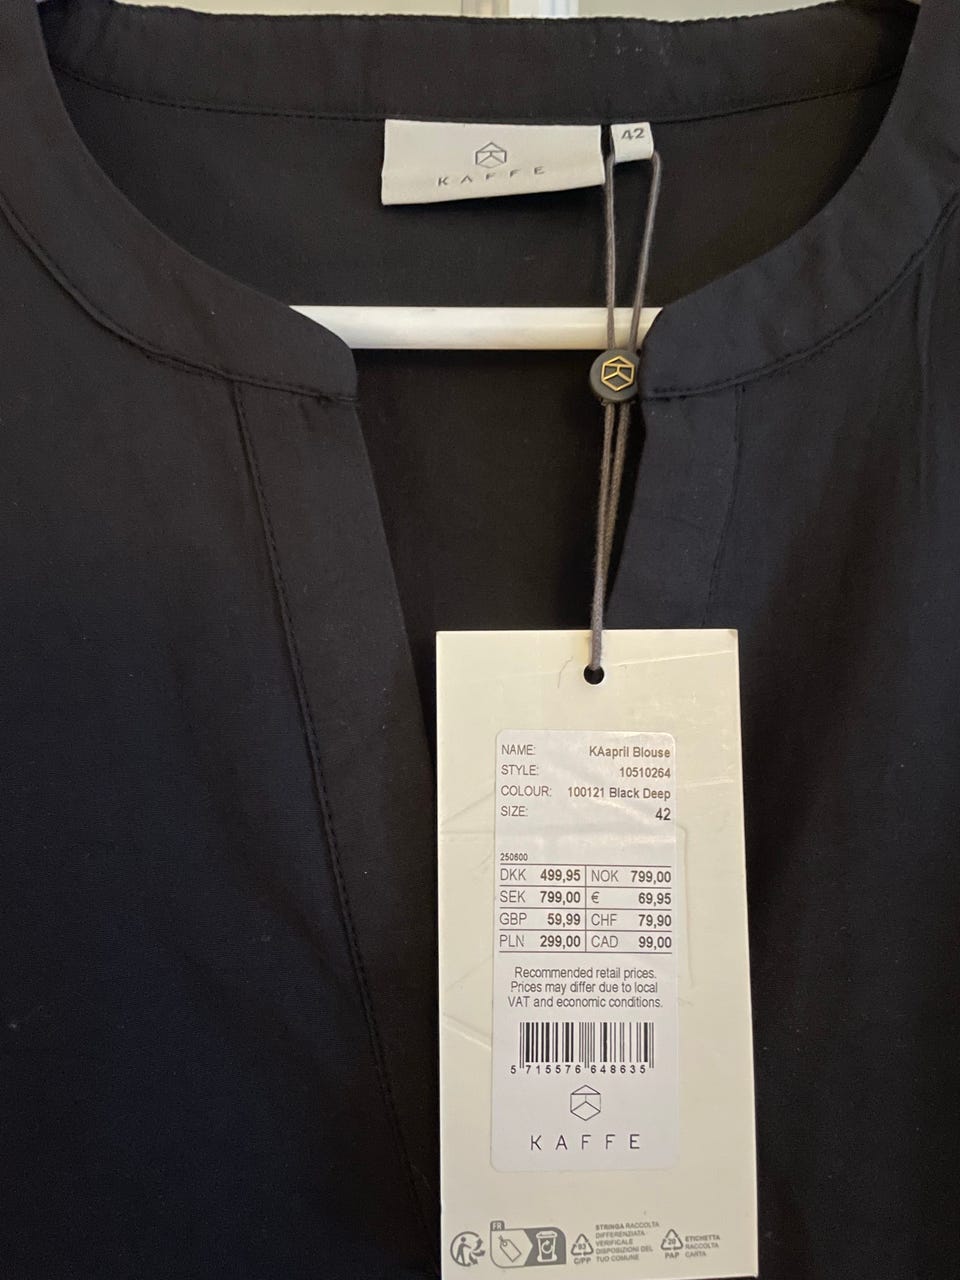 KAFFE
42
NAME: KAapril Blouse
STYLE: 10510264
COLOUR: 100121 Black Deep
SIZE: 42
250600
DKK 499,95 NOK 799,00
SEK 799,00 € 69,95
GBP 59,99 CHF 79,90
PLN 299,00 CAD 99,00
Recommended retail prices.
Prices may differ due to local
VAT and economic conditions.
5 715576 648635
KAFFE
FR
STRINGA RACCOLTA
DIFFERENZIATA
VERIFICALE
DISPOSIZIONI DEL
TUO COMUNE
93
C/PP
20
PAP
ETICHETTA
RACCOLTA
CARTA